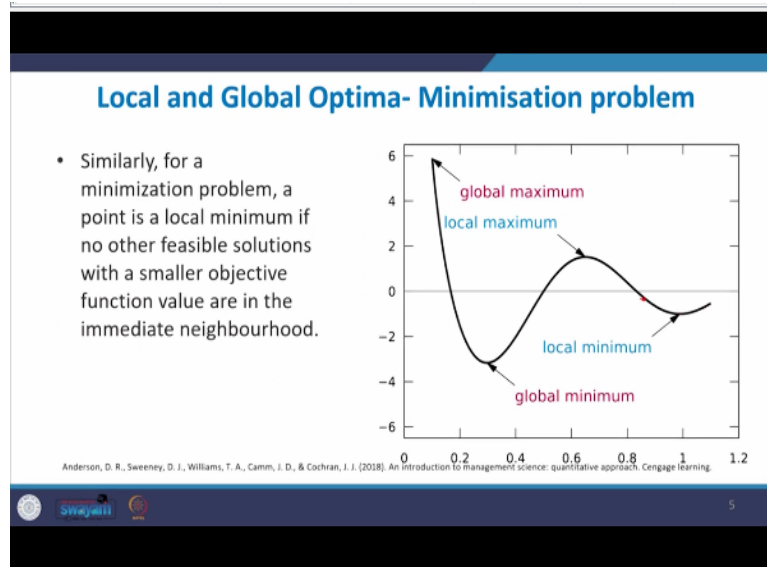 Local and Global Optima- Minimisation problem
• Similarly, for a
minimization problem, a
point is a local minimum if
no other feasible solutions
with a smaller objective
function value are in the
immediate neighbourhood.
6
4
2
0
−2
−4
−6
global maximum
local maximum
local minimum
global minimum
0 0.2 0.4 0.6 0.8 1 1.2
Anderson, D. R., Sweeney, D. J., Williams, T. A., Camm, J. D., & Cochran, J. J. (2018). An introduction to management science: quantitative approach. Cengage learning.
swayam
5